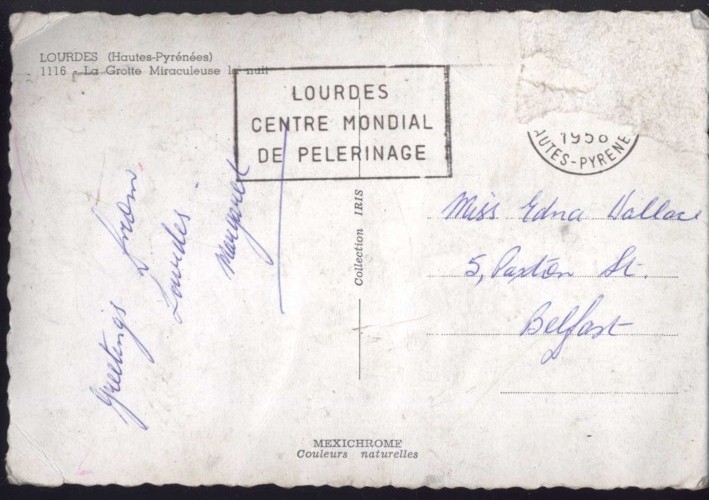 LOURDES (Hautes-Pyrénées)
1116 - La Grotte Miraculeuse la nuit
LOURDES
CENTRE MONDIAL
DE PELERINAGE
1958
UTES-PYRENE
Greetings From
Lourdes.
Margaret
Collection IRIS
Miss Edna Wallace
5, Paxton St.
Belfast
MEXICHROME
Couleurs naturelles